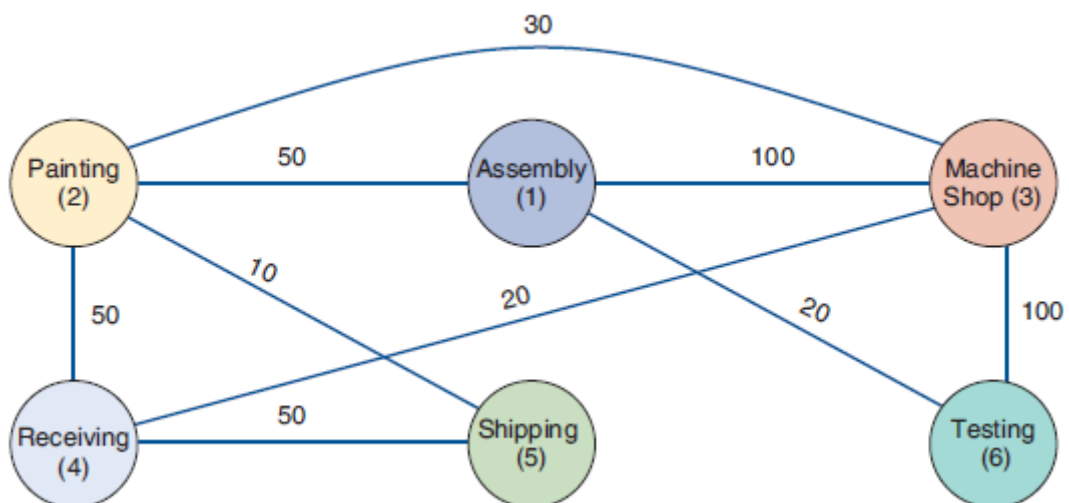 30
Painting
(2)
50
Assembly
(1)
100
Machine
Shop (3)
10
20
20
50
100
Receiving
(4)
50
Shipping
(5)
Testing
(6)